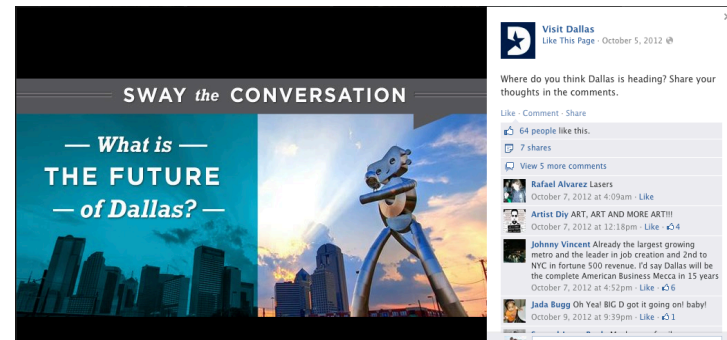 SWAY the CONVERSATION
— What is —
THE FUTURE
— of Dallas? —
Visit Dallas
Like This Page · October 5, 2012
Where do you think Dallas is heading? Share your
thoughts in the comments.
Like · Comment · Share
64 people like this.
7 shares
View 5 more comments
Rafael Alvarez Lasers
October 7, 2012 at 4:09am · Like
Artist Diy ART, ART AND MORE ART!!!
October 7, 2012 at 12:18pm · Like · 4
Johnny Vincent Already the largest growing
metro and the leader in job creation and 2nd to
NYC in fortune 500 revenue. I'd say Dallas will be
the complete American Business Mecca in 15 years
October 7, 2012 at 4:52pm · Like · 6
Jada Bugg Oh Yea! BIG D got it going on! baby!
October 9, 2012 at 9:39pm · Like · 1